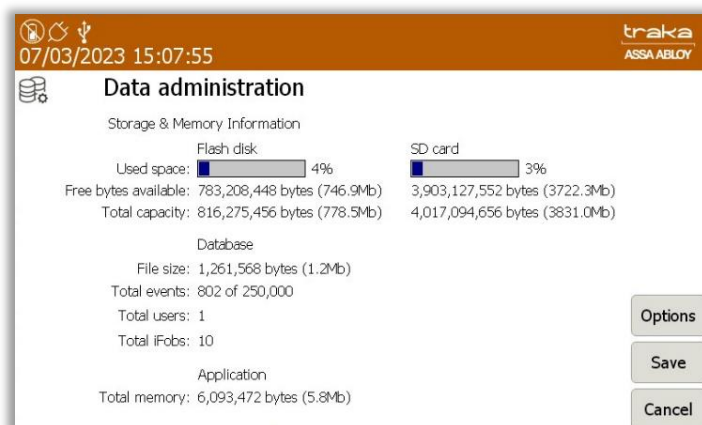 traka
07/03/2023 15:07:55
ASSA ABLOY
Data administration
Storage & Memory Information
Flash disk SD card
Used space: 4% 3%
Free bytes available: 783,208,448 bytes (746.9Mb) 3,903,127,552 bytes (3722.3Mb)
Total capacity: 816,275,456 bytes (778.5Mb) 4,017,094,656 bytes (3831.0Mb)
Database
File size: 1,261,568 bytes (1.2Mb)
Total events: 802 of 250,000
Total users: 1
Total iFobs: 10
Application
Total memory: 6,093,472 bytes (5.8Mb)
Options
Save
Cancel